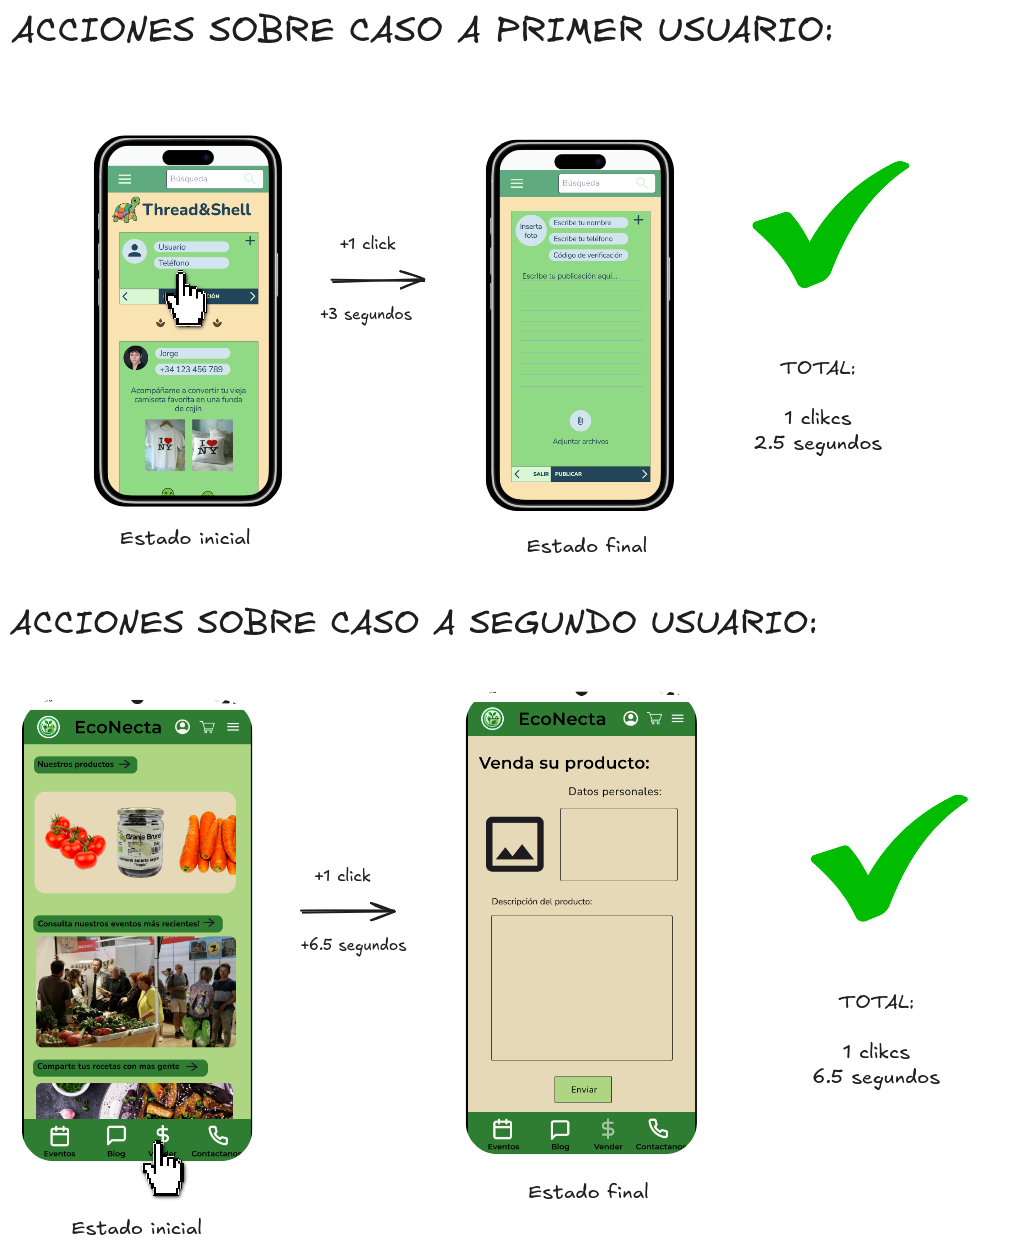 ACCIONES SOBRE CASO A PRIMER USUARIO:
Búsqueda
Thread&Shell
Usuario
Teléfono
CIÓN
Jorge
+34 123 456 789
Acompáñame a convertir tu vieja
camiseta favorita en una funda
de cojín
I ♥
NY
I ♥
NY
Estado inicial
+1 click
+3 segundos
Búsqueda
Inserta
foto
Escribe tu nombre
Escribe tu teléfono
Código de verificación
Escribe tu publicación aquí...
Adjuntar archivos
SALIR
PUBLICAR
Estado final
TOTAL:
1 clikcs
2.5 segundos
ACCIONES SOBRE CASO A SEGUNDO USUARIO:
EcoNecta
Nuestros productos
Granja Brund
Consulta nuestros eventos más recientes!
Comparte tus recetas con mas gente
Eventos
Blog
Vender
Contactanos
Estado inicial
+1 click
+6.5 segundos
EcoNecta
Venda su producto:
Datos personales:
Descripción del producto:
Enviar
Eventos
Blog
Vender
Contactanos
Estado final
TOTAL:
1 clikcs
6.5 segundos